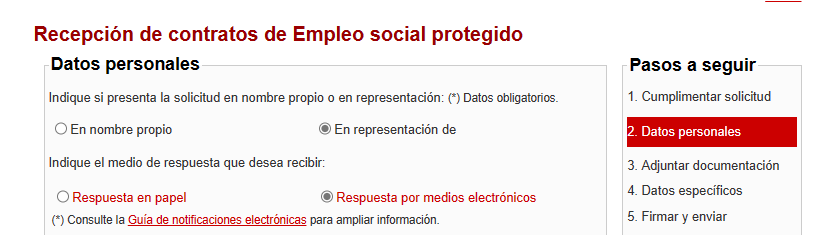 Recepción de contratos de Empleo social protegido
Datos personales
Indique si presenta la solicitud en nombre propio o en representación: (*) Datos obligatorios.
En nombre propio
En representación de
Indique el medio de respuesta que desea recibir:
Respuesta en papel
Respuesta por medios electrónicos
(*) Consulte la Guía de notificaciones electrónicas para ampliar información.
Pasos a seguir
1. Cumplimentar solicitud
2. Datos personales
3. Adjuntar documentación
4. Datos específicos
5. Firmar y enviar